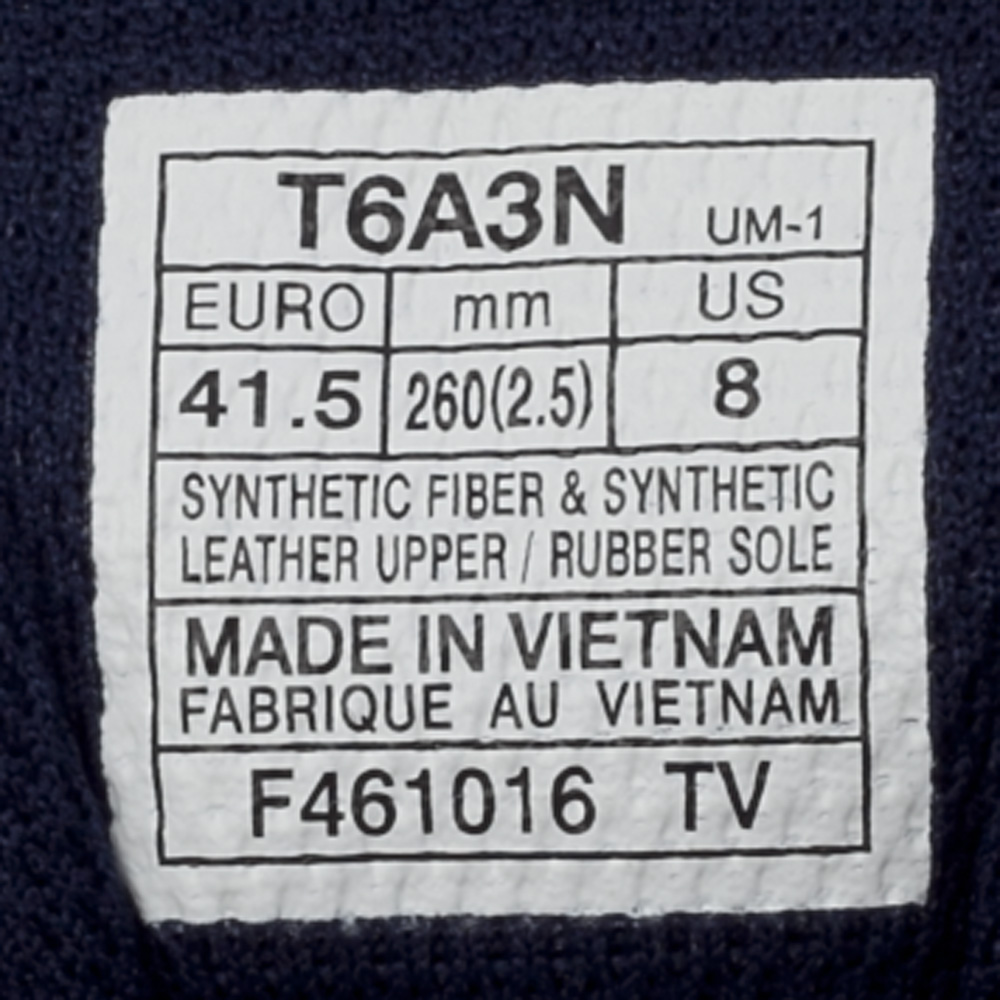 T6A3N UM-1
EURO mm US
41.5 260(2.5) 8
SYNTHETIC FIBER & SYNTHETIC
LEATHER UPPER / RUBBER SOLE
MADE IN VIETNAM
FABRIQUE AU VIETNAM
F461016 TV